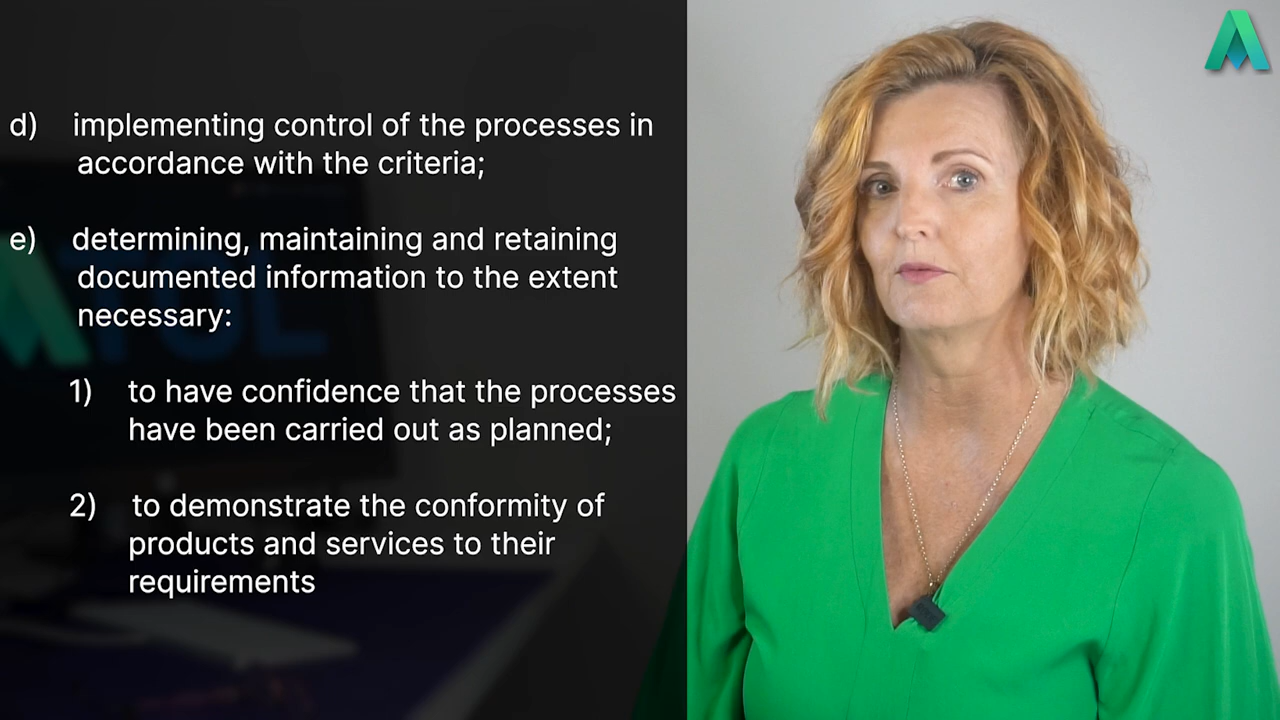 d) implementing control of the processes in
accordance with the criteria;
e) determining, maintaining and retaining
documented information to the extent
necessary:
1) to have confidence that the processes
have been carried out as planned;
2) to demonstrate the conformity of
products and services to their
requirements